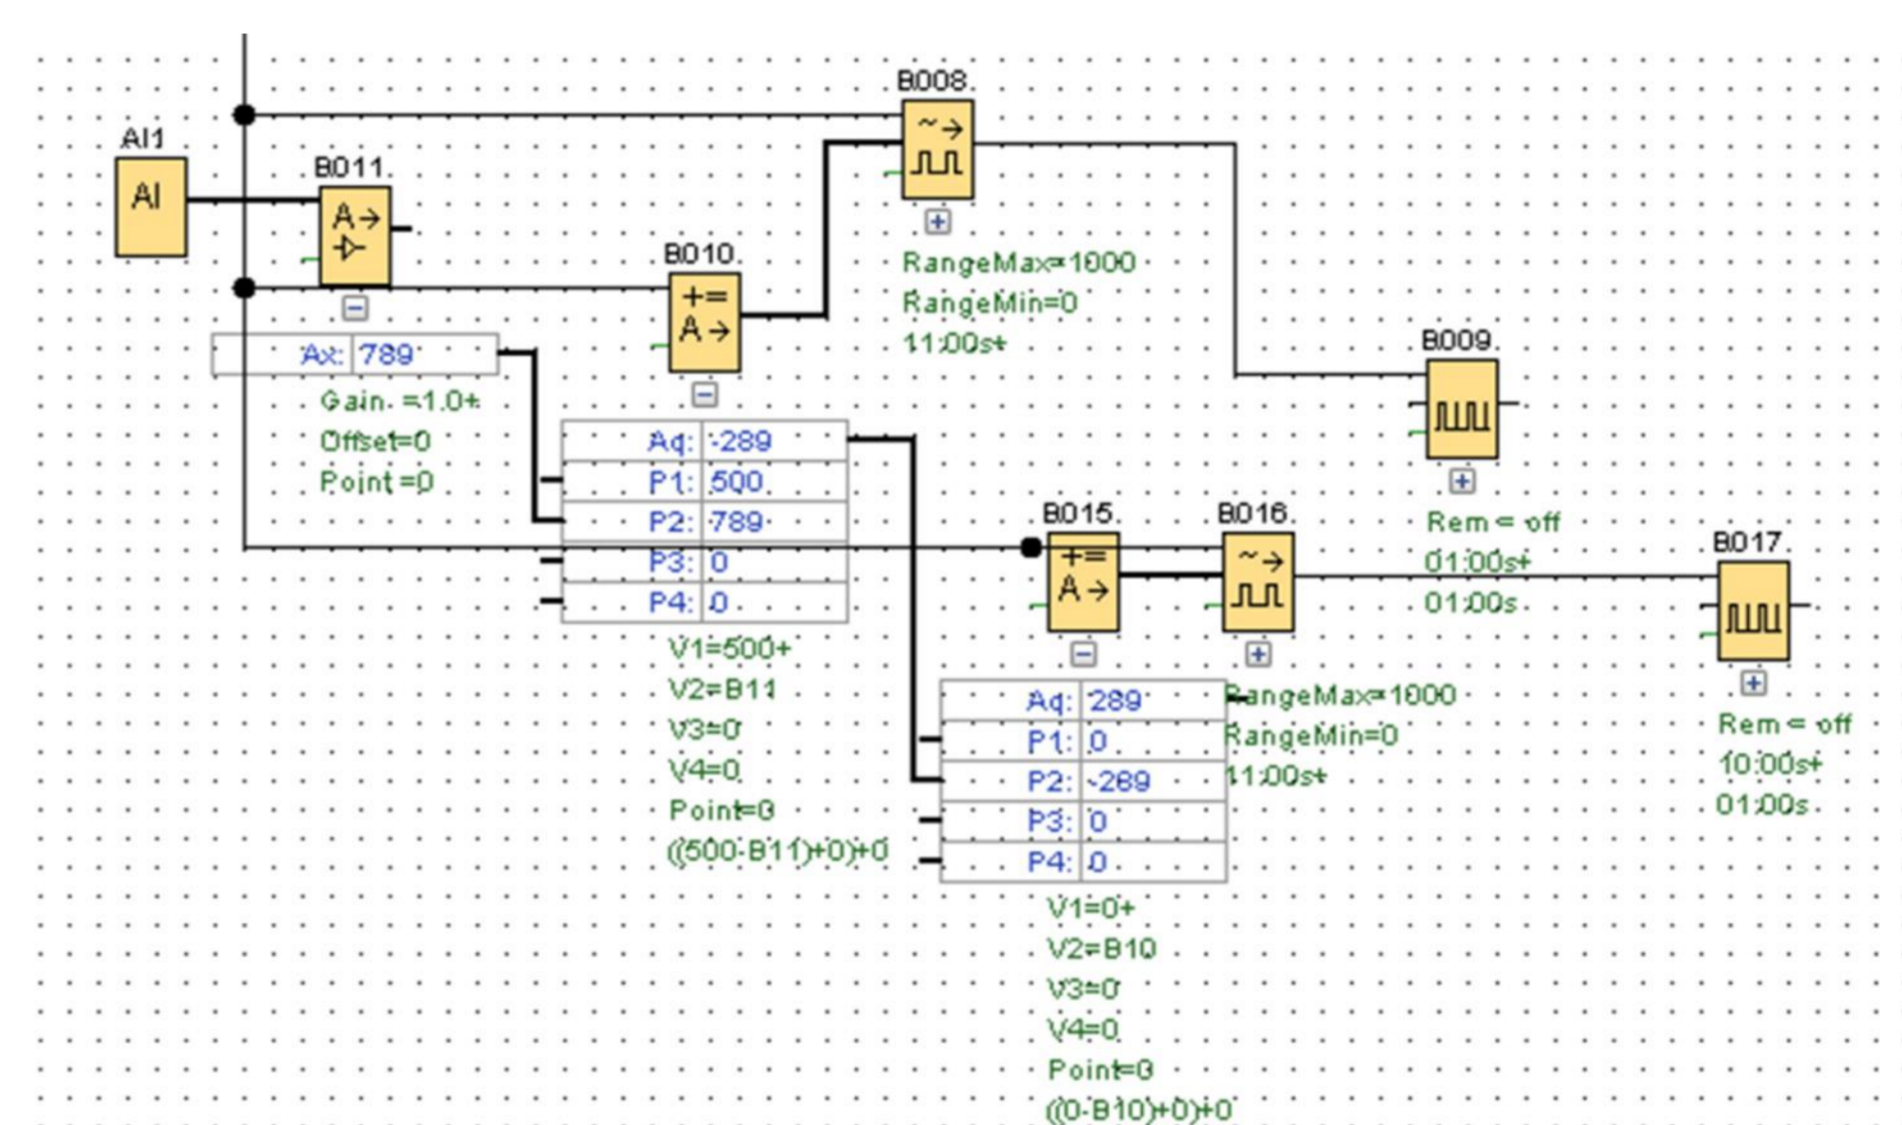 B008
AI1
AI
B011
A→
B010
+=
A→
RangeMax=1000
RangeMin=0
11:00s+
Ax: 789
Gain =1.0+
Offset=0
Point =0
B009
Aq: -289
P1: 500
P2: 789
P3: 0
P4: 0
Rem = off
01:00s+
01:00s
B015
+=
A→
B016
B017
V1=500+
V2=B11
V3=0
V4=0
Point=0
((500-B11)+0)+0
Aq: 289
P1: 0
P2: -289
P3: 0
P4: 0
RangeMax=1000
RangeMin=0
11:00s+
Rem = off
10:00s+
01:00s
V1=0+
V2=B10
V3=0
V4=0
Point=0
((0-B10)+0)+0